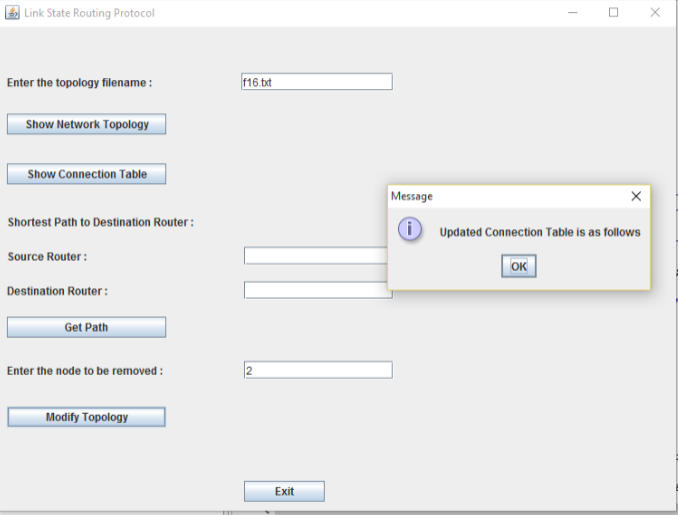 Link State Routing Protocol
Enter the topology filename :
f16.txt
Show Network Topology
Show Connection Table
Message
Updated Connection Table is as follows
OK
Shortest Path to Destination Router :
Source Router :
Destination Router :
Get Path
Enter the node to be removed :
2
Modify Topology
Exit